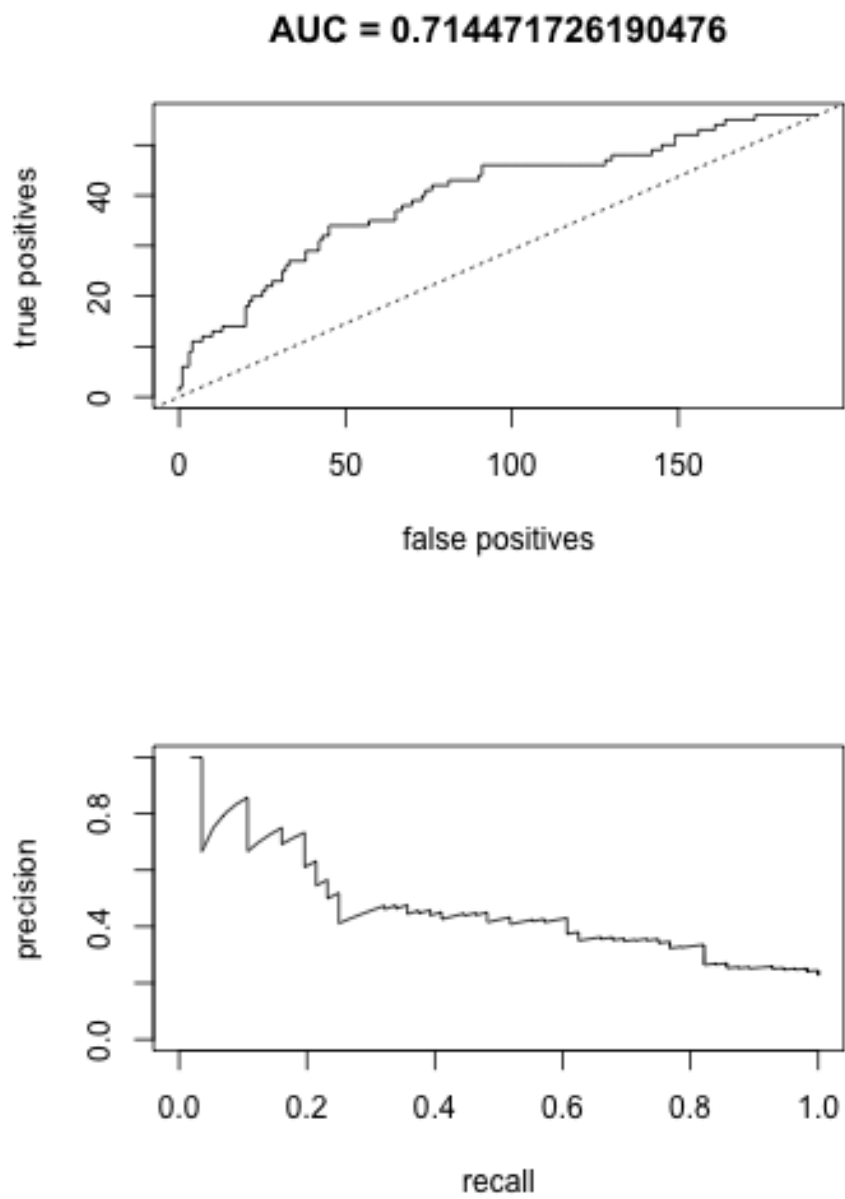 AUC = 0.714471726190476
40
20
0
true positives
0 50 100 150
false positives
0.8
0.4
0.0
precision
0.0 0.2 0.4 0.6 0.8 1.0
recall